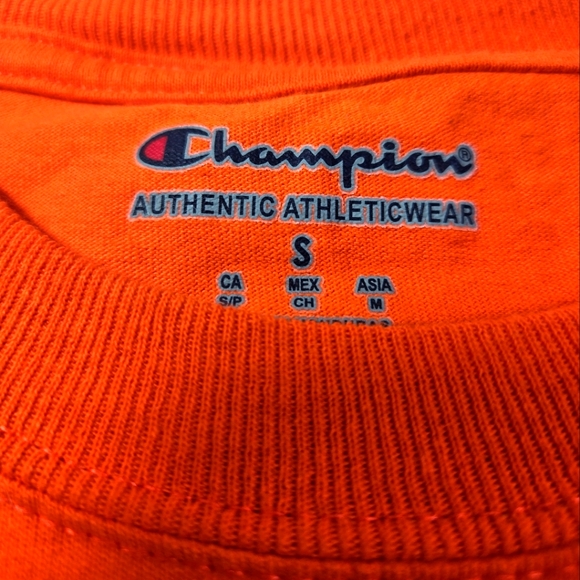 Champion®
AUTHENTIC ATHLETICWEAR
S
CA MEX ASIA
S/P CH M